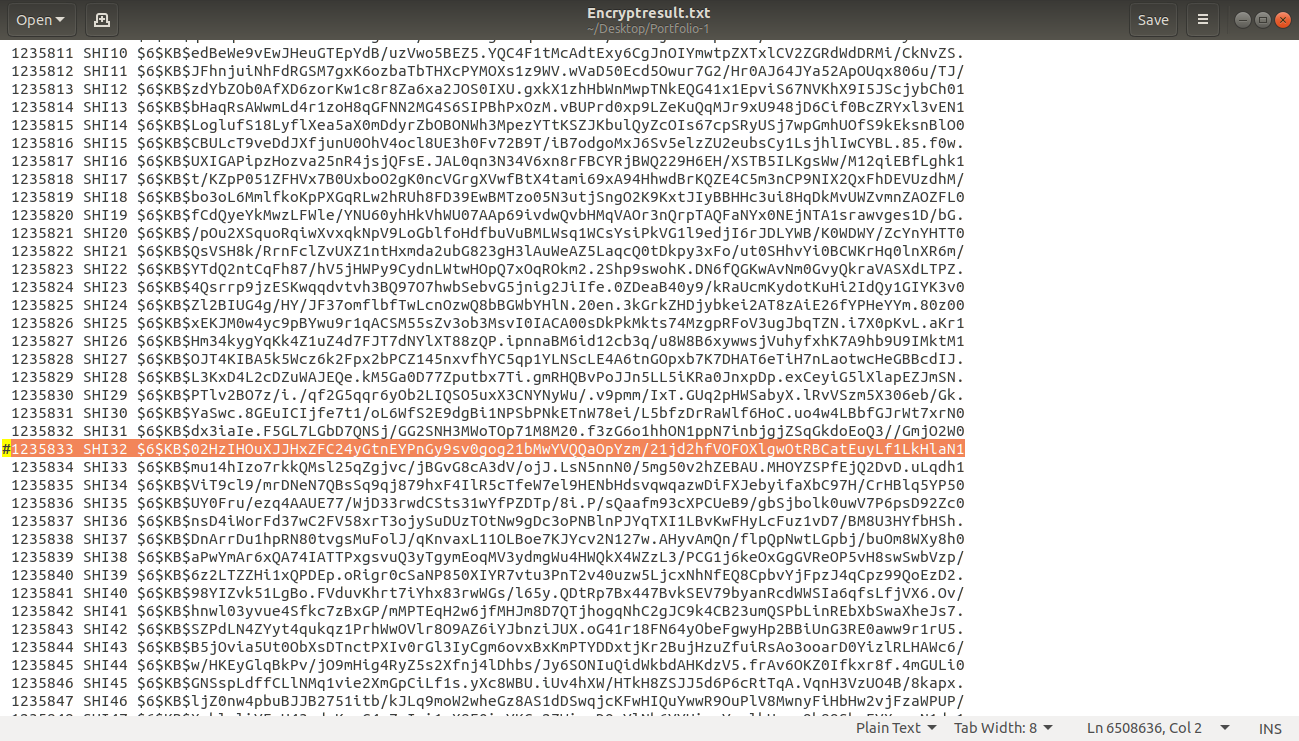 Open
Encryptresult.txt
~/Desktop/Portfolio-1
Save
1235811 SHI10 $6$KB$edBeWe9vEwJHeuGTEpYdB/uzVwo5BEZ5.YQC4F1tMcAdtExy6CgJnOIYmwtpZXTxlCV2ZGRdWdDRMi/CkNvZS.
1235812 SHI11 $6$KB$JFhnjuiNhFdRGSM7gxK6ozbaTbTHXcPYMOXs1z9WV.wVaD50Ecd5Owur7G2/Hr0AJ64JYa52ApOUqx806u/TJ/
1235813 SHI12 $6$KB$zdYbZOb0AfXD6zorKw1c8r8Za6xa2JOS0IXU.gxkX1zhHbWnMwpTNkEQG41x1EpviS67NVKhX9I5JScjybCh01
1235814 SHI13 $6$KB$bHaqRsAWwmLd4r1zoH8qGFNN2MG4S6SIPBhPxOzM.vBUPrd0xp9LZeKuQqMJr9xU948jD6Cif0BcZRYxl3vEN1
1235815 SHI14 $6$KB$LoglufS18LyflXea5aX0mDdyrZbOBONWh3MpezYTtKSZJKbulQyZcOIs67cpSRyUSj7wpGmhUOfS9kEksnBlO0
1235816 SHI15 $6$KB$CBULcT9veDdJXfjunU0OhV4ocl8UE3h0Fv72B9T/iB7odgoMxJ6Sv5elzZU2eubsCy1LsjhlIwCYBL.85.f0w.
1235817 SHI16 $6$KB$UXIGAPipzHozva25nR4jsjQFsE.JAL0qn3N34V6xn8rFBCYRjBWQ229H6EH/XSTB5ILKgsWw/M12qiEBfLghk1
1235818 SHI17 $6$KB$t/KZpP051ZFHVx7B0UxboO2gK0ncVGrgXVwfBtX4tami69xA94HhwdBrKQZE4C5m3nCP9NIX2QxFhDEVUzdhM/
1235819 SHI18 $6$KB$bo3oL6MmlfkoKpPXGqRLw2hRUh8FD39EwBMTzo05N3utjSngO2K9KxtJIyBBHHc3ui8HqDkMvUWZvmnZAOZFL0
1235820 SHI19 $6$KB$fCdQyeYkMwzLFWle/YNU60yhHkVhWU07AAp69ivdwQvbHMqVAOr3nQrpTAQFaNYx0NEjNTA1srawvges1D/bG.
1235821 SHI20 $6$KB$/pOu2XSquoRqiwXvxqkNpV9LoGblfoHdfbuVuBMLWsq1WCsYsiPkVG1l9edjI6rJDLYWB/K0WDWY/ZcYnYHTT0
1235822 SHI21 $6$KB$QsVSH8k/RrnFclZvUXZ1ntHxmda2ubG823gH3lAuWeAZ5LaqcQ0tDkpy3xFo/ut0SHhvYi0BCWKrHq0lnXR6m/
1235823 SHI22 $6$KB$YTdQ2ntCqFh87/hV5jHWPy9CydnLWtwHOpQ7xOqROkm2.2Shp9swohK.DN6fQGKwAvNm0GvyQkraVASXdLTPZ.
1235824 SHI23 $6$KB$4Qsrrp9jzESKwqqdvtvh3BQ97O7hwbSebvG5jnig2JiIfe.0ZDeaB40y9/kRaUcmKydotKuHi2IdQy1GIYK3v0
1235825 SHI24 $6$KB$Zl2BIUG4g/HY/JF37omflbfTwLcnOzwQ8bBGWbYHlN.20en.3kGrkZHDjybkei2AT8zAiE26fYPHeYYm.80z00
1235826 SHI25 $6$KB$xEKJM0w4yc9pBYwu9r1qACSM55sZv3ob3MsvI0IACA00sDkPkMkts74MzgpRFoV3ugJbqTZN.i7X0pKvL.aKr1
1235827 SHI26 $6$KB$Hm34kygYqKk4Z1uZ4d7FJT7dNYlXT88zQP.ipnnaBM6id12cb3q/u8W8B6xywwsjVuhyfxhK7A9hb9U9IMktM1
1235828 SHI27 $6$KB$OJT4KIBA5k5Wcz6k2Fpx2bPCZ145nxvfhYC5qp1YLNScLE4A6tnGOpxb7K7DHAT6eTiH7nLaotwcHeGBBcdIJ.
1235829 SHI28 $6$KB$L3KxD4L2cDZuWAJEQe.kM5Ga0D77Zputbx7Ti.gmRHQBvPoJJn5LL5iKRa0JnxpDp.exCeyiG5lXlapEZJmSN.
1235830 SHI29 $6$KB$PTlv2BO7z/i./qf2G5qqr6yOb2LIQSO5uxX3CNYNyWu/.v9pmm/IxT.GUq2pHWSabyX.lRvVSzm5X306eb/Gk.
1235831 SHI30 $6$KB$YaSwc.8GEuICIjfe7t1/oL6WfS2E9dgBi1NPSbPNkETnW78ei/L5bfzDrRaWlf6HoC.uo4w4LBbfGJrWt7xrN0
1235832 SHI31 $6$KB$dx3iaIe.F5GL7LGbD7QNSj/GG2SNH3MWoTOp71M8M20.f3zG6o1hhON1ppN7inbjgjZSqGkdoEoQ3//GmjO2W0
#1235833 SHI32 $6$KB$02HzIHOuXJJHxZFC24yGtnEYPnGy9sv0gog21bMwYVQQaOpYzm/21jd2hfVOFOXlgwOtRBCatEuyLf1LkHlaN1
1235834 SHI33 $6$KB$mu14hIzo7rkkQMsl25qZgjvc/jBGvG8cA3dV/ojJ.LsN5nnN0/5mg50v2hZEBAU.MHOYZSPfEjQ2DvD.uLqdh1
1235835 SHI34 $6$KB$ViT9cl9/mrDNeN7QBsSq9qj879hxF4IlR5cTfeW7el9HENbHdsvqwqazwDiFXJebyifaXbC97H/CrHBlq5YP50
1235836 SHI35 $6$KB$UY0Fru/ezq4AAUE77/WjD33rwdCSts31wYfPZDTp/8i.P/sQaafm93cXPCUeB9/gbSjbolk0uwV7P6psD92Zc0
1235837 SHI36 $6$KB$nsD4iWorFd37wC2FV58xrT3ojySuDUzTOtNw9gDc3oPNBlnPJYqTXI1LBvKwFHyLcFuz1vD7/BM8U3HYfbHSh.
1235838 SHI37 $6$KB$DnArrDu1hpRN80tvgsMuFolJ/qKnvaxL11OLBoe7KJYcv2N127w.AHyvAmQn/flpQpNwtLGpbj/buOm8WXy8h0
1235839 SHI38 $6$KB$aPwYmAr6xQA74IATTPxgsvuQ3yTgymEoqMV3ydmgWu4HWQkX4WZzL3/PCG1j6keOxGgGVReOP5vH8swSwbVzp/
1235840 SHI39 $6$KB$6z2LTZZHi1xQPDEp.oRigr0cSaNP850XIYR7vtu3PnT2v40uzw5LjcxNhNfEQ8CpbvYjFpzJ4qCpz99QoEzD2.
1235841 SHI40 $6$KB$98YIZvk51LgBo.FVduvKhrt7iYhx83rwWGs/l65y.QDtRp7Bx447BvkSEV79byanRcdWWSIa6qfsLfjVX6.Ov/
1235842 SHI41 $6$KB$hnwl03yvue4Sfkc7zBxGP/mMPTEqH2w6jfMHJm8D7QTjhogqNhC2gJC9k4CB23umQSPbLinREbXbSwaXheJs7.
1235843 SHI42 $6$KB$SZPdLN4ZYyt4qukqz1PrhWwOVlr8O9AZ6iYJbnziJUX.oG41r18FN64yObeFgwyHp2BBiUnG3RE0aww9r1rU5.
1235844 SHI43 $6$KB$B5jOvia5Ut0ObXsDTnctPXIv0rGl3IyCgm6ovxBxKmPTYDDxtjKr2BujHzuZfuiRsAo3ooarD0YizlRLHAWc6/
1235845 SHI44 $6$KB$w/HKEyGlqBkPv/jO9mHig4RyZ5s2Xfnj4lDhbs/Jy6SONIuQidWkbdAHKdzV5.frAv6OKZ0Ifkxr8f.4mGULi0
1235846 SHI45 $6$KB$GNSspLdffCLlNMq1vie2XmGpCiLf1s.yXc8WBU.iUv4hXW/HTkH8ZSJJ5d6P6cRtTqA.VqnH3VzUO4B/8kapx.
1235847 SHI46 $6$KB$ljZ0nw4pbuBJJB2751itb/kJLq9moW2wheGz8AS1dDSwqjcKFwHIQuYwwR9OuPlV8MwnyFiHbHw2vjFzaWPUP/
Plain Text
Tab Width: 8
Ln 6508636, Col 2
INS